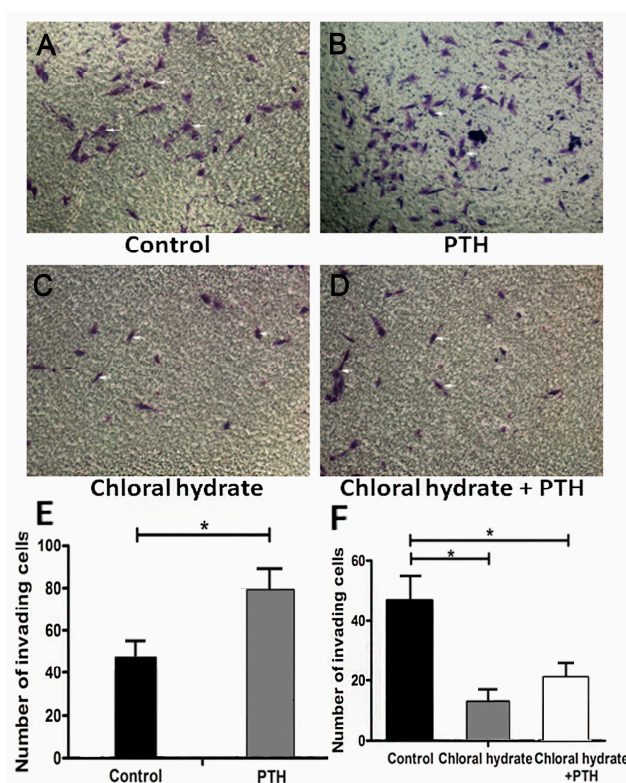 A
B
Control
PTH
C
D
Chloral hydrate
Chloral hydrate + PTH
E
*
100
80
60
40
20
0
Number of invading cells
Control
PTH
F
*
*
60
40
20
0
Number of invading cells
Control
Chloral hydrate
Chloral hydrate
+PTH